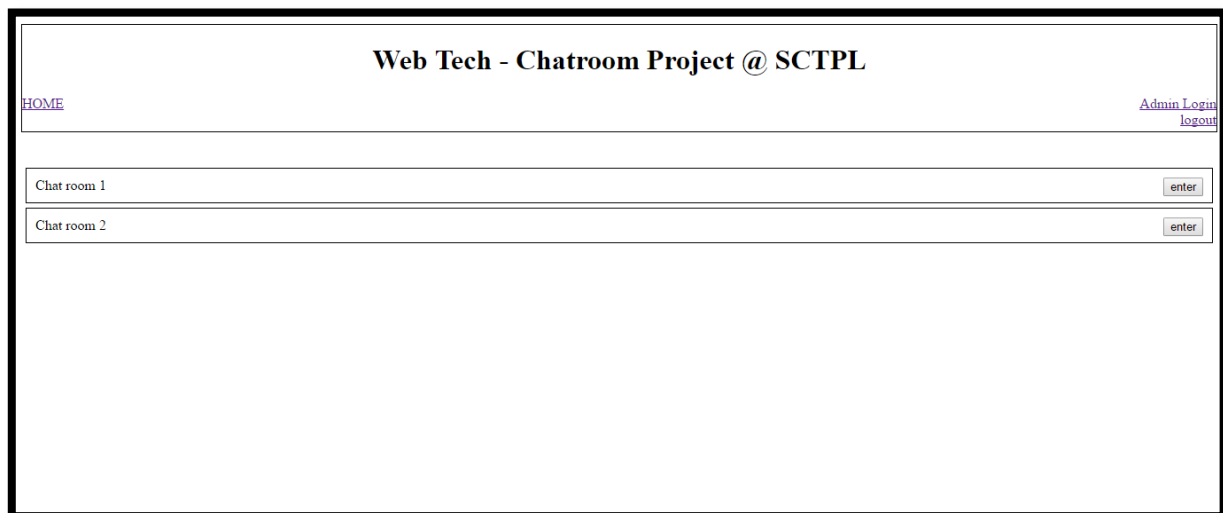 Web Tech - Chatroom Project @ SCTPL
HOME
Admin Login
logout
Chat room 1
enter
Chat room 2
enter